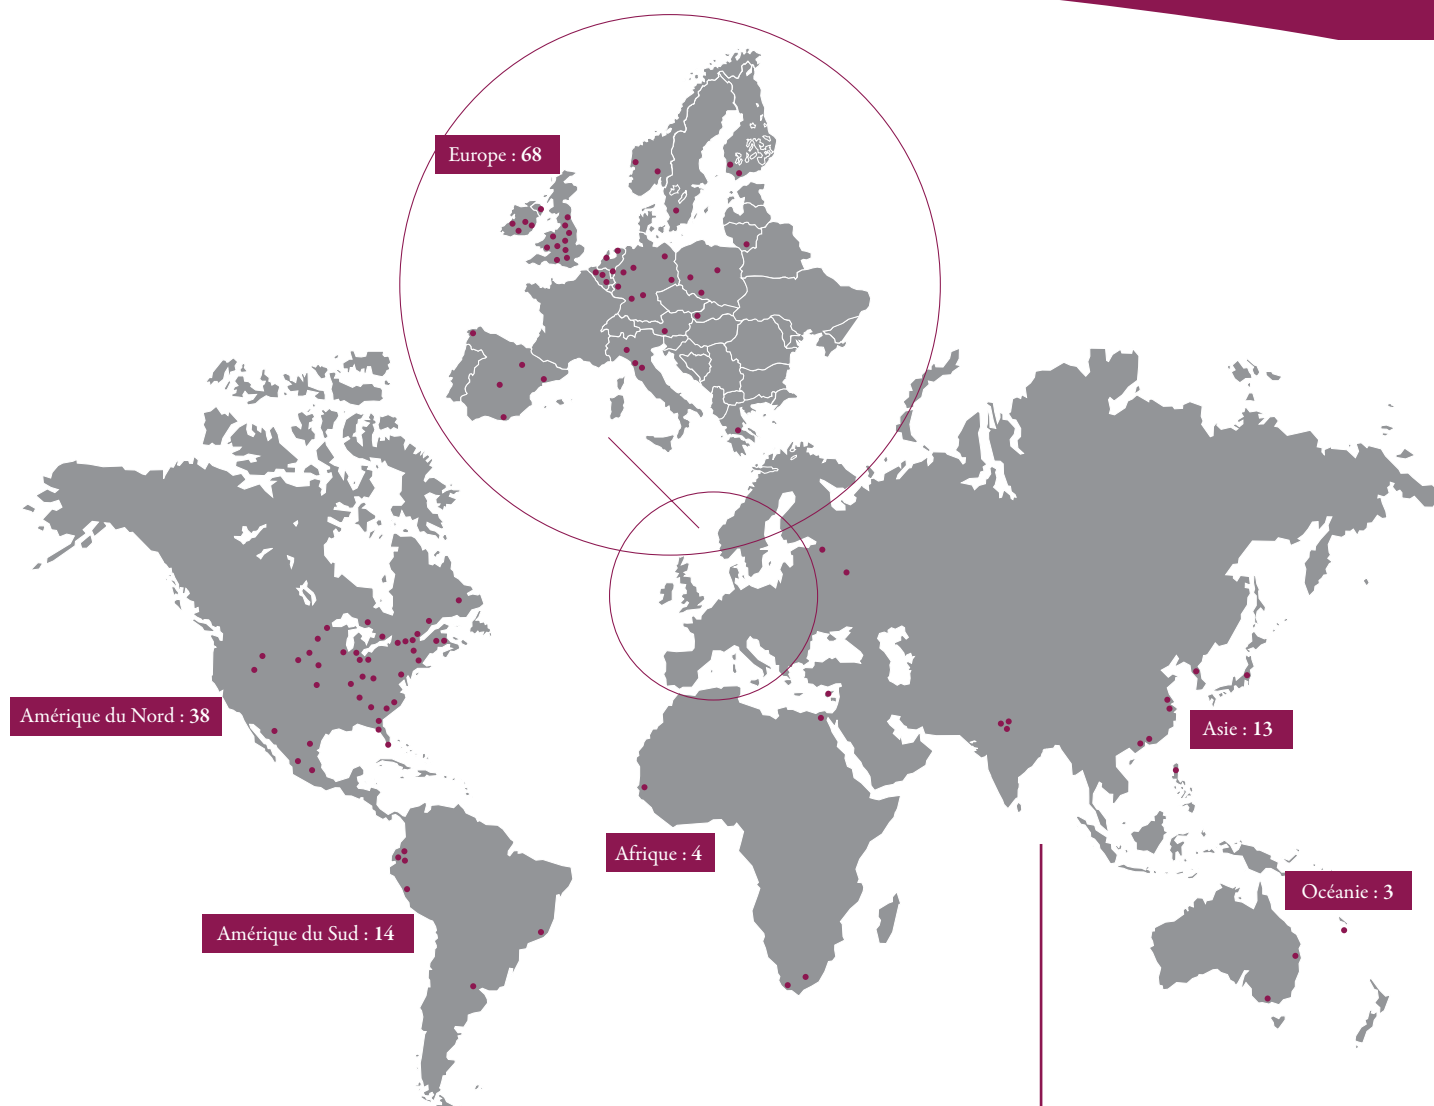 Europe : 68
Amérique du Nord : 38
Asie : 13
Afrique : 4
Océanie : 3
Amérique du Sud : 14